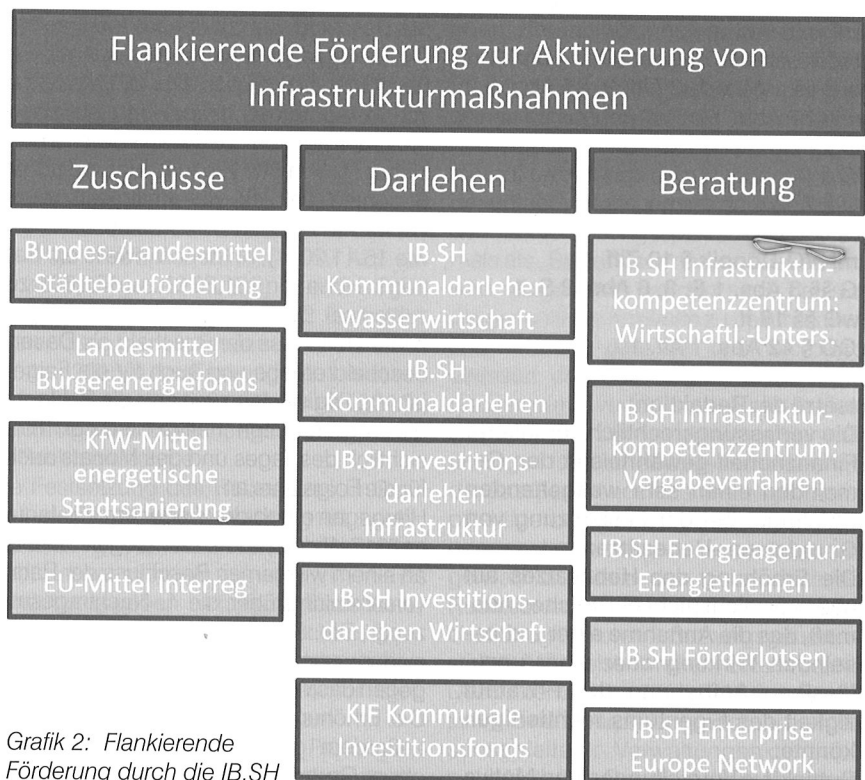 Flankierende Förderung zur Aktivierung von
Infrastrukturmaßnahmen
Zuschüsse
Bundes-/Landesmittel
Städtebauförderung
Landesmittel
Bürgerenergiefonds
KfW-Mittel
energetische
Stadtsanierung
EU-Mittel Interreg
Darlehen
IB.SH
Kommunaldarlehen
Wasserwirtschaft
IB.SH
Kommunaldarlehen
IB.SH Investitions-
darlehen
Infrastruktur
IB.SH Investitions-
darlehen Wirtschaft
KIF Kommunale
Investitionsfonds
Beratung
IB.SH Infrastruktur-
kompetenzzentrum:
Wirtschaftl.-Unters.
IB.SH Infrastruktur-
kompetenzzentrum:
Vergabeverfahren
IB.SH Energieagentur:
Energiethemen
IB.SH Förderlotsen
IB.SH Enterprise
Europe Network
Grafik 2: Flankierende
Förderung durch die IB.SH